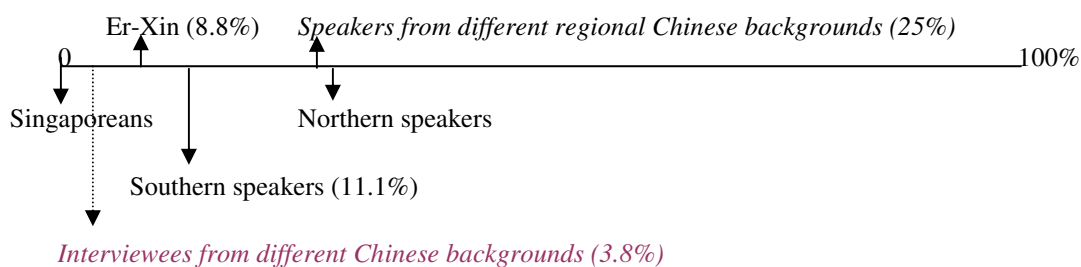 Er-Xin (8.8%) Speakers from different regional Chinese backgrounds (25%)
0 100%
Singaporeans Northern speakers
Southern speakers (11.1%)
Interviewees from different Chinese backgrounds (3.8%)